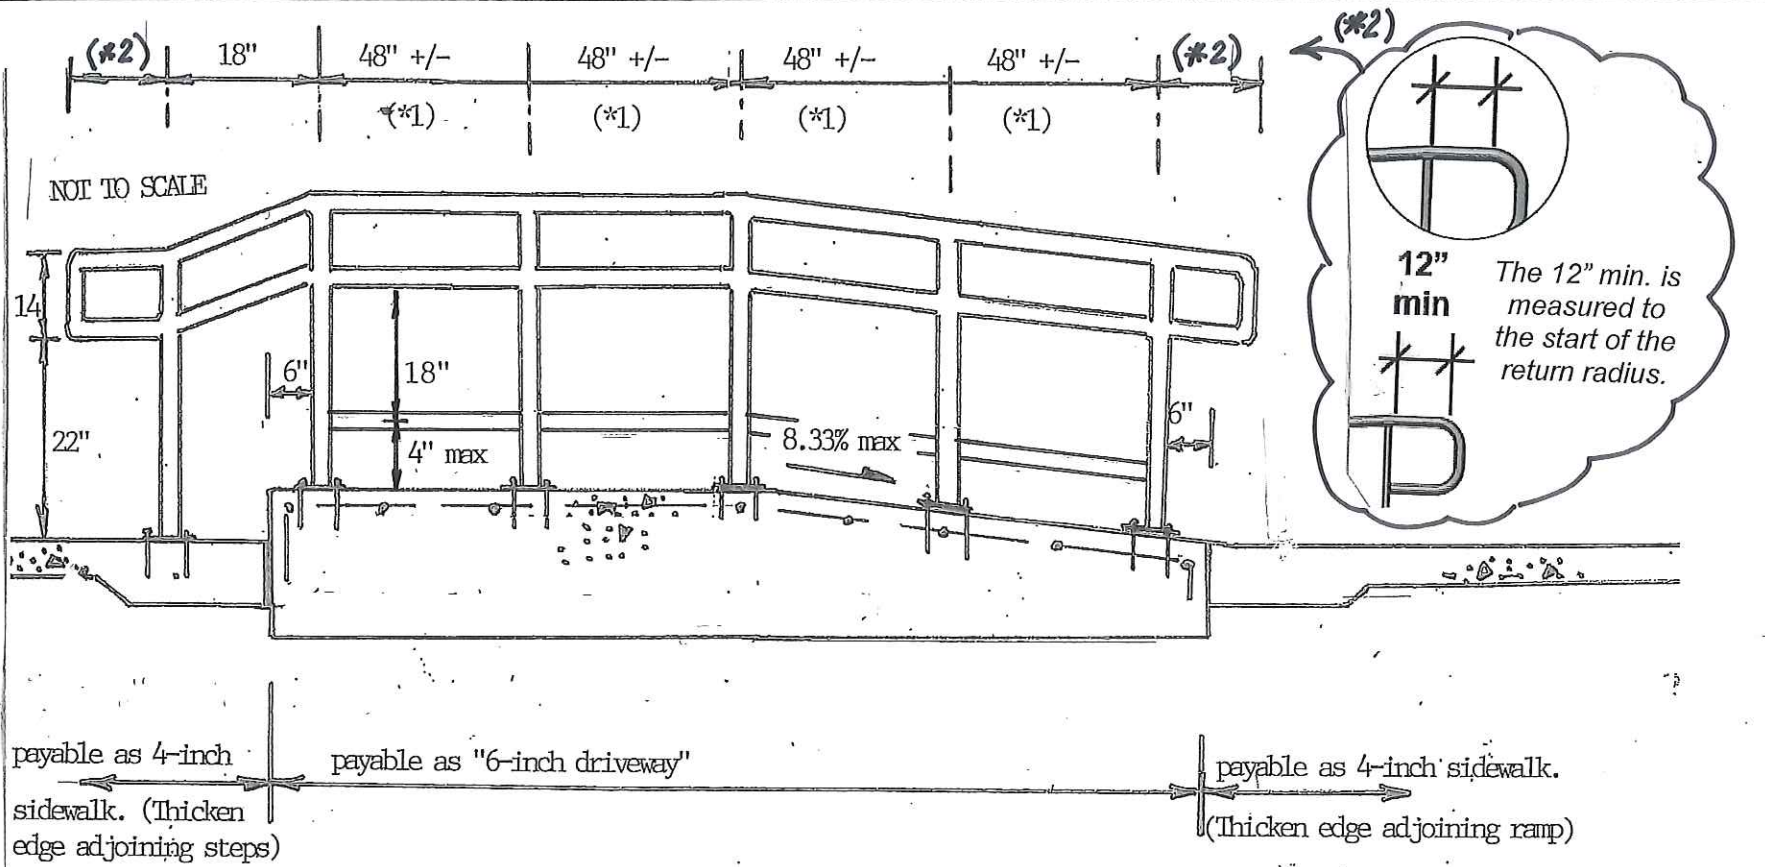 (*2) 18" 48" +/- 48" +/- 48" +/- 48" +/- (*2) (*2)
(*1) (*1) (*1) (*1)
NOT TO SCALE
14
22"
6"
18"
4" max
8.33% max
6"
12"
min
The 12" min. is
measured to
the start of the
return radius.
payable as 4-inch
sidewalk. (Thicken
edge adjoining steps)
payable as "6-inch driveway"
payable as 4-inch sidewalk.
(Thicken edge adjoining ramp)